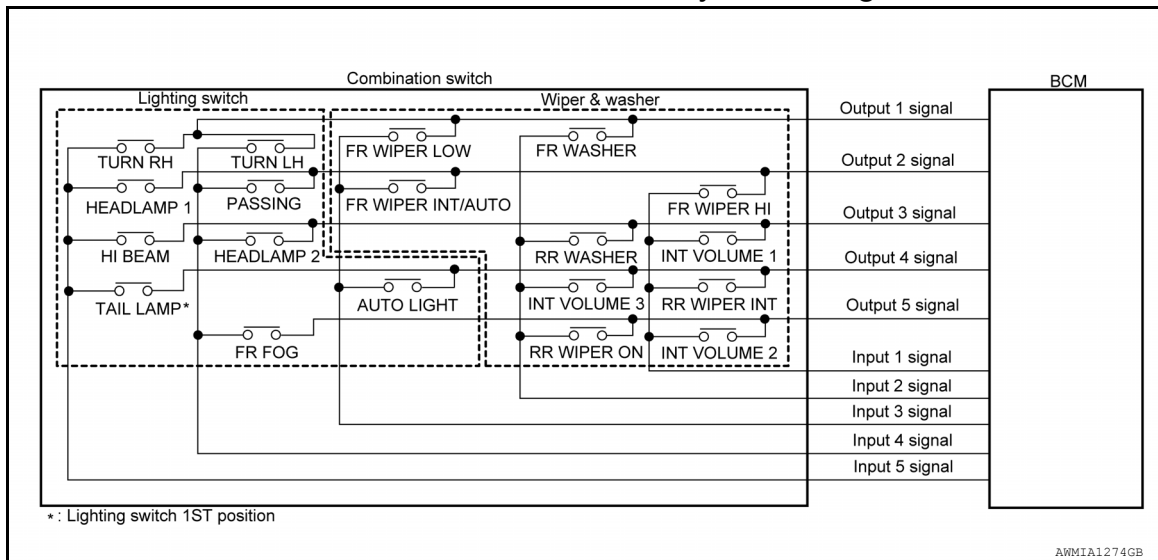 Combination switch
BCM
Lighting switch
Wiper & washer
Output 1 signal
TURN RH
TURN LH
FR WIPER LOW
FR WASHER
Output 2 signal
HEADLAMP 1
PASSING
FR WIPER INT/AUTO
FR WIPER HI
Output 3 signal
HI BEAM
HEADLAMP 2
RR WASHER
INT VOLUME 1
Output 4 signal
TAIL LAMP*
AUTO LIGHT
INT VOLUME 3
RR WIPER INT
Output 5 signal
FR FOG
RR WIPER ON
INT VOLUME 2
Input 1 signal
Input 2 signal
Input 3 signal
Input 4 signal
Input 5 signal
* : Lighting switch 1ST position
AWMIA1274GB